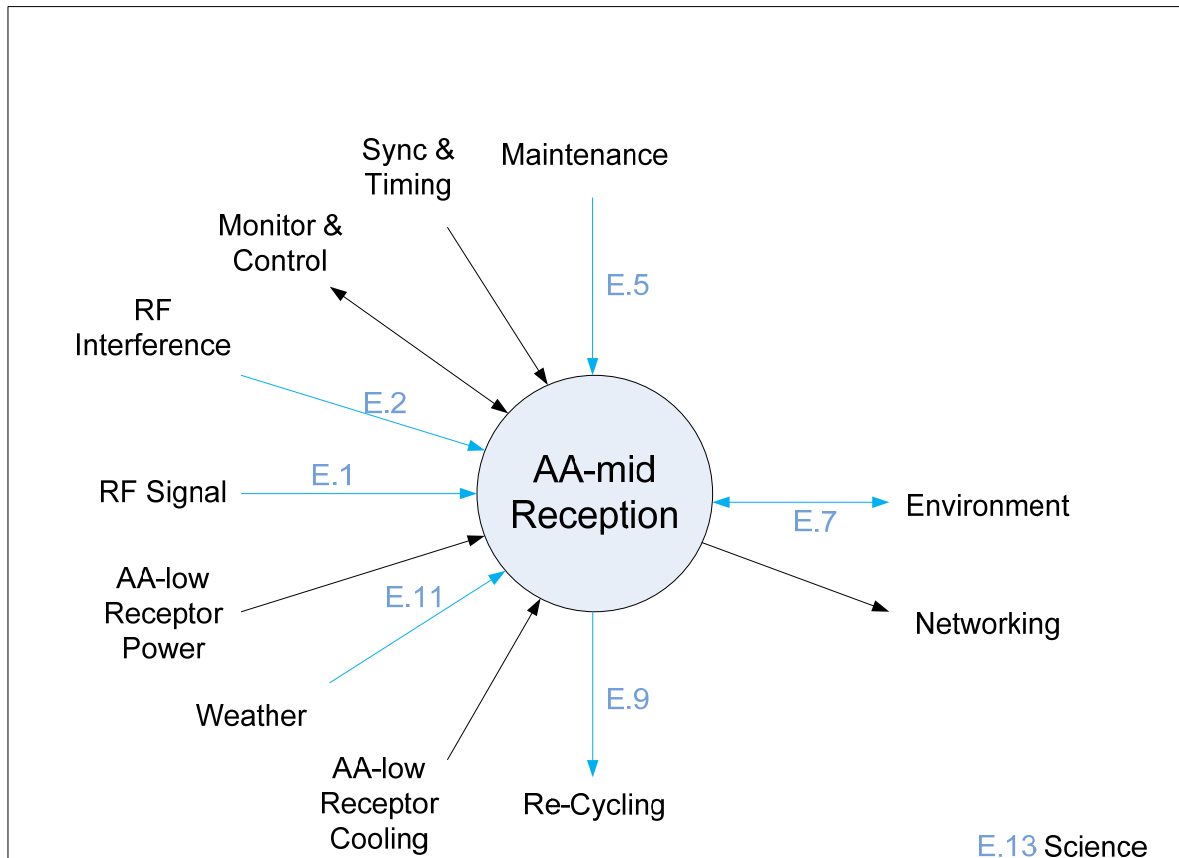 Sync &
Timing
Maintenance
Monitor &
Control
E.5
RF
Interference
E.2
AA-mid
Reception
RF Signal
E.1
Environment
E.7
AA-low
Receptor
Power
E.11
Networking
Weather
E.9
AA-low
Receptor
Cooling
Re-Cycling
E.13 Science